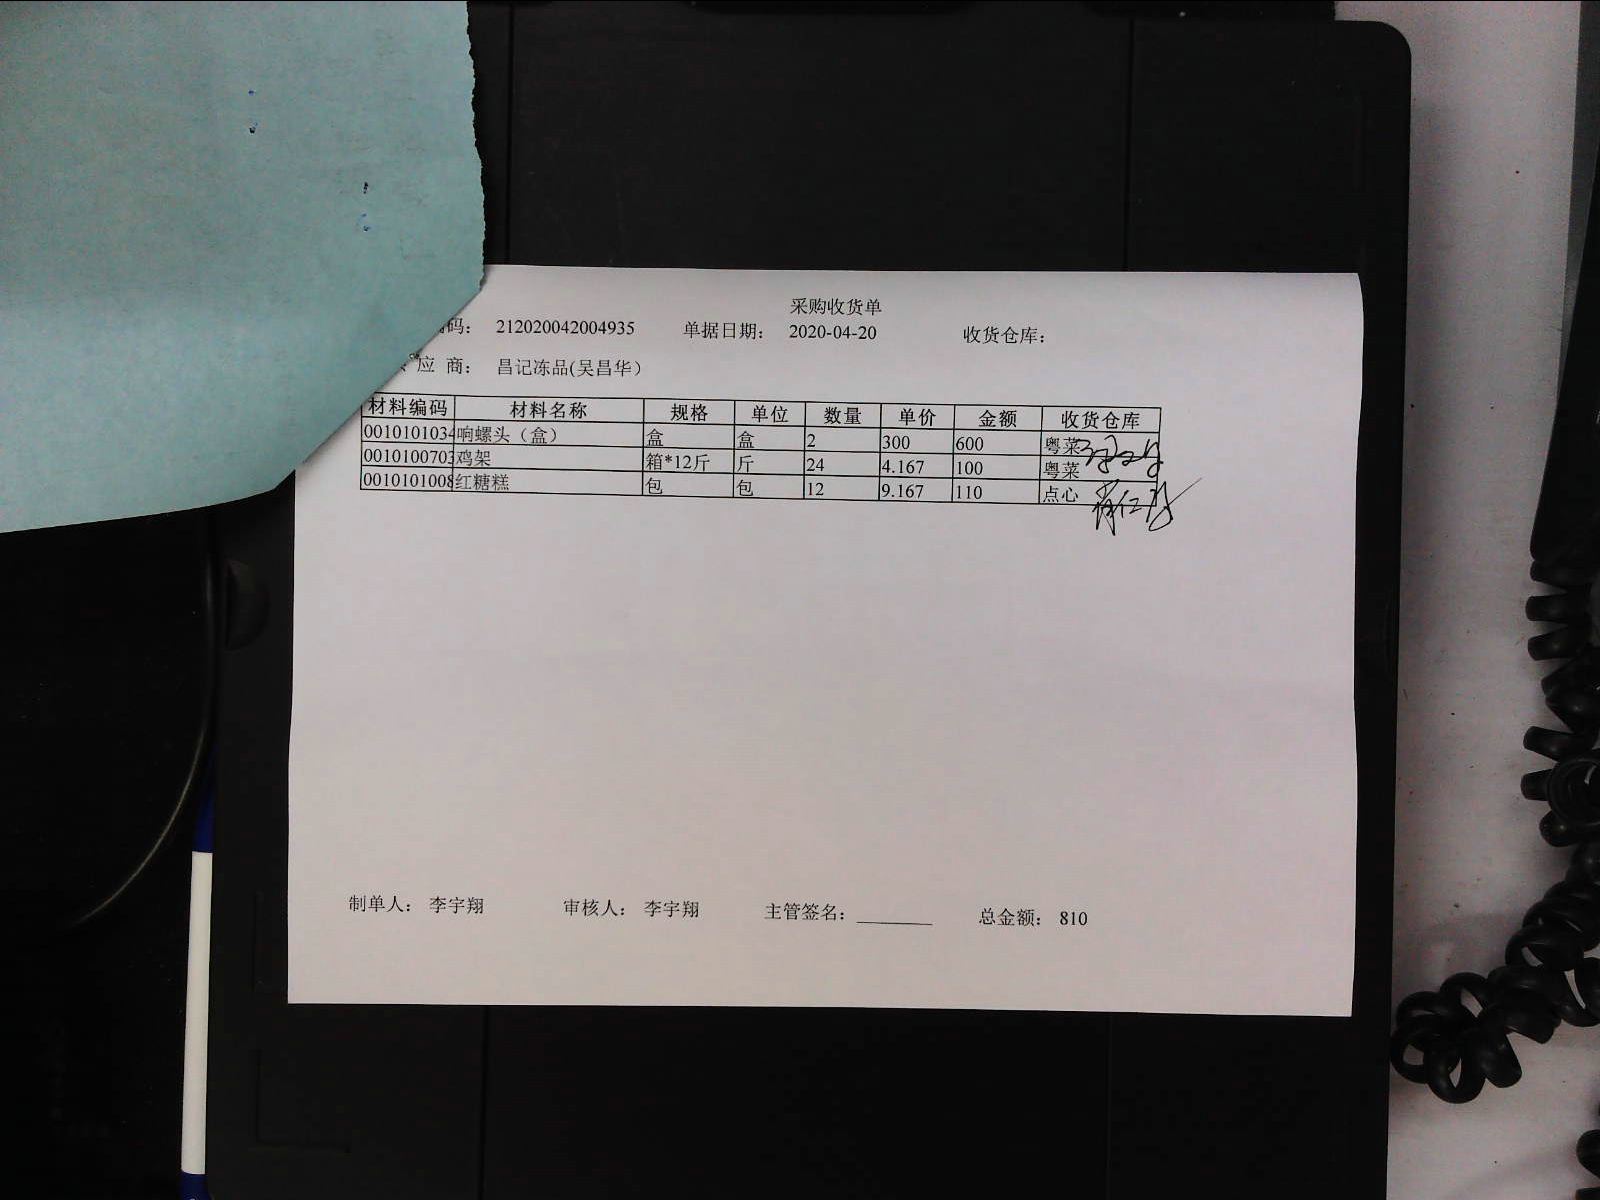 采购收货单
编码： 212020042004935 单据日期： 2020-04-20 收货仓库：
应 商： 昌记冻品(吴昌华）
材料编码 材料名称 规格 单位 数量 单价 金额 收货仓库
0010101034 响螺头（盒） 盒 盒 2 300 600 粤菜
0010100703 鸡架 箱*12斤 斤 24 4.167 100 粤菜
0010101008 红糖糕 包 包 12 9.167 110 点心
制单人： 李宇翔 审核人： 李宇翔 主管签名： 总金额： 810